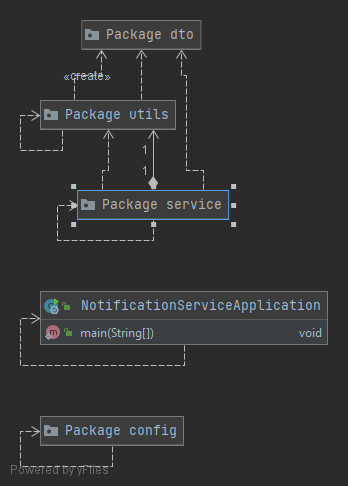 Package dto
«create»
Package utils
1
1
Package service
NotificationServiceApplication
m main(String[]) void
Package config
Powered by yFiles